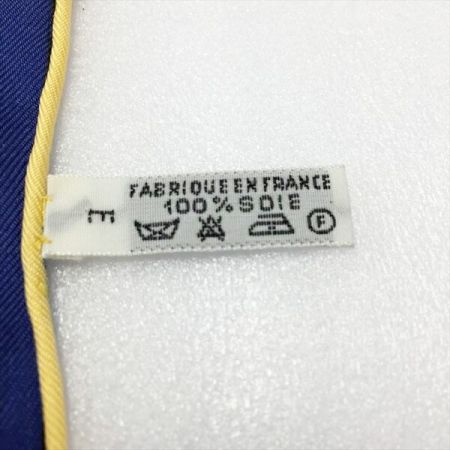 FABRIQUE EN FRANCE
100% SOIE
F
E